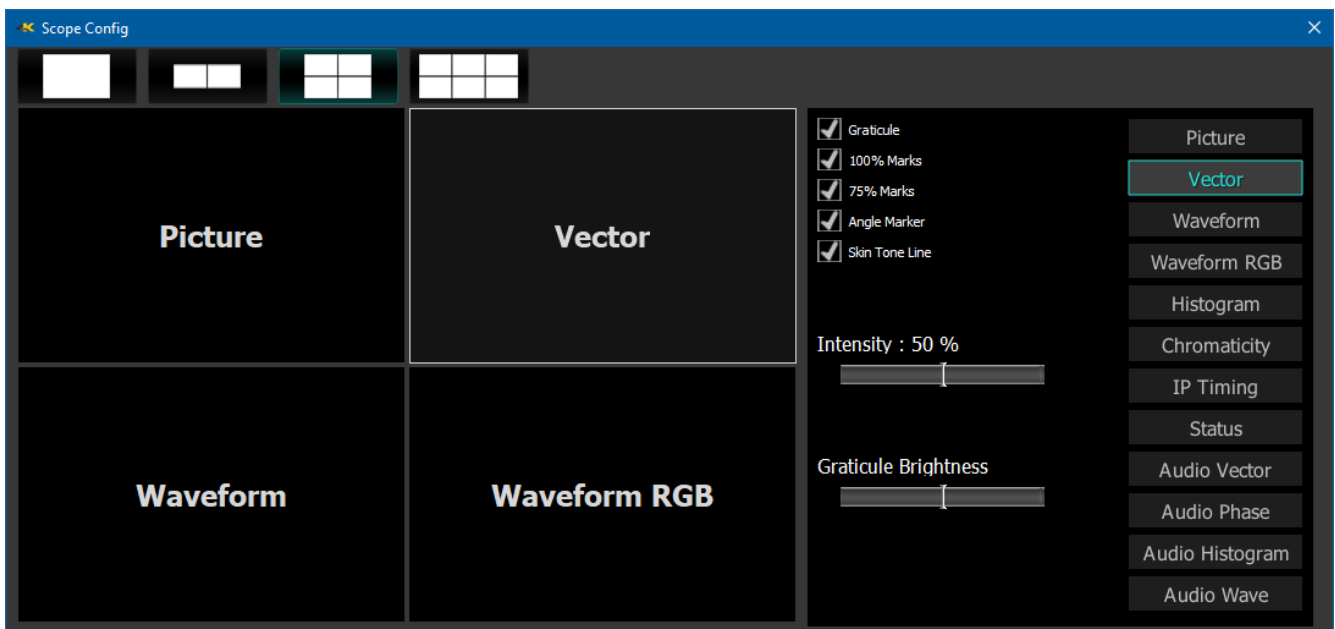 Scope Config
Picture
Vector
Waveform
Waveform RGB
Graticule
100% Marks
75% Marks
Angle Marker
Skin Tone Line
Intensity : 50 %
Graticule Brightness
Picture
Vector
Waveform
Waveform RGB
Histogram
Chromaticity
IP Timing
Status
Audio Vector
Audio Phase
Audio Histogram
Audio Wave